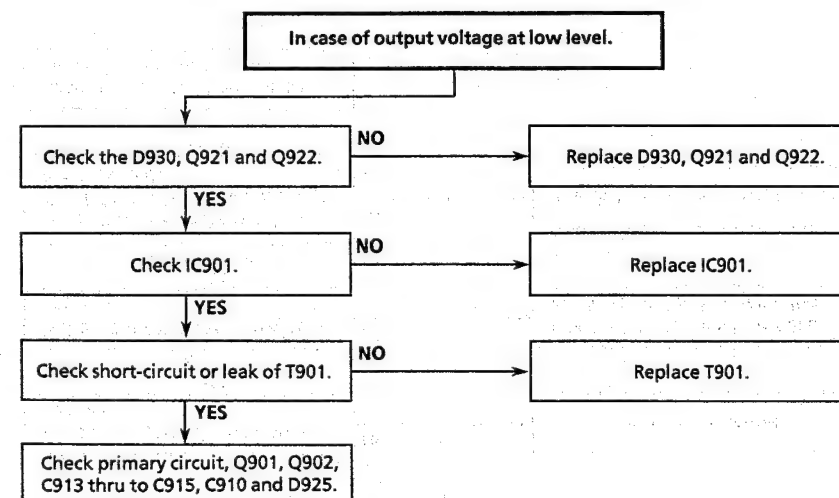 In case of output voltage at low level.
Check the D930, Q921 and Q922.
NO
Replace D930, Q921 and Q922.
YES
Check IC901.
NO
Replace IC901.
YES
Check short-circuit or leak of T901.
NO
Replace T901.
YES
Check primary circuit, Q901, Q902,
C913 thru to C915, C910 and D925.